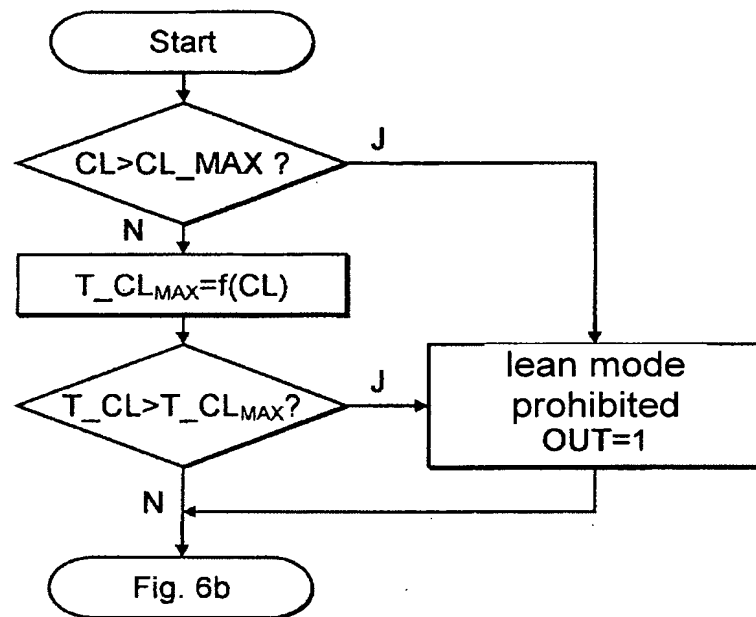 Start
CL>CL_MAX ?
J
N
T_CLMAX=f(CL)
T_CL>T_CLMAX?
J
lean mode
prohibited
OUT=1
N
Fig. 6b